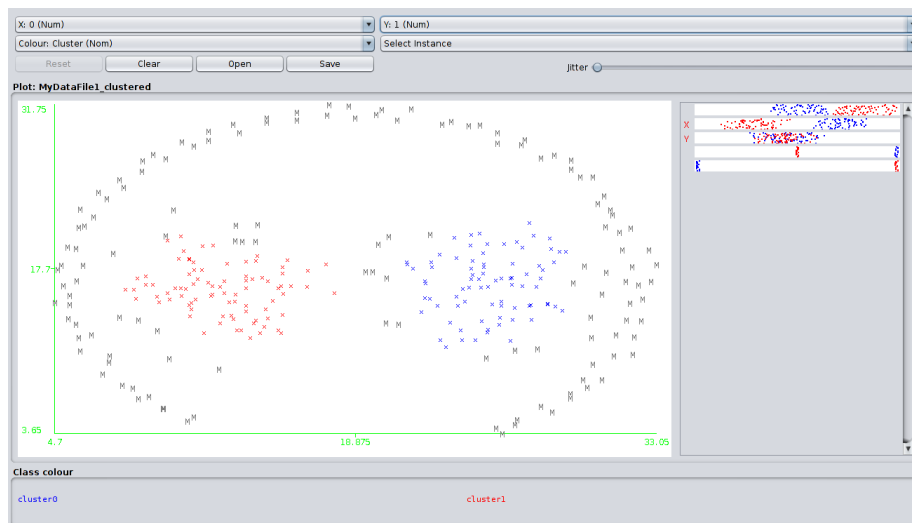 X: 0 (Num)
Y: 1 (Num)
Colour: Cluster (Nom)
Select Instance
Reset
Clear
Open
Save
Jitter
Plot: MyDataFile1_clustered
31.75
17.7
3.65
4.7
18.875
33.05
X
Y
Class colour
cluster0
cluster1